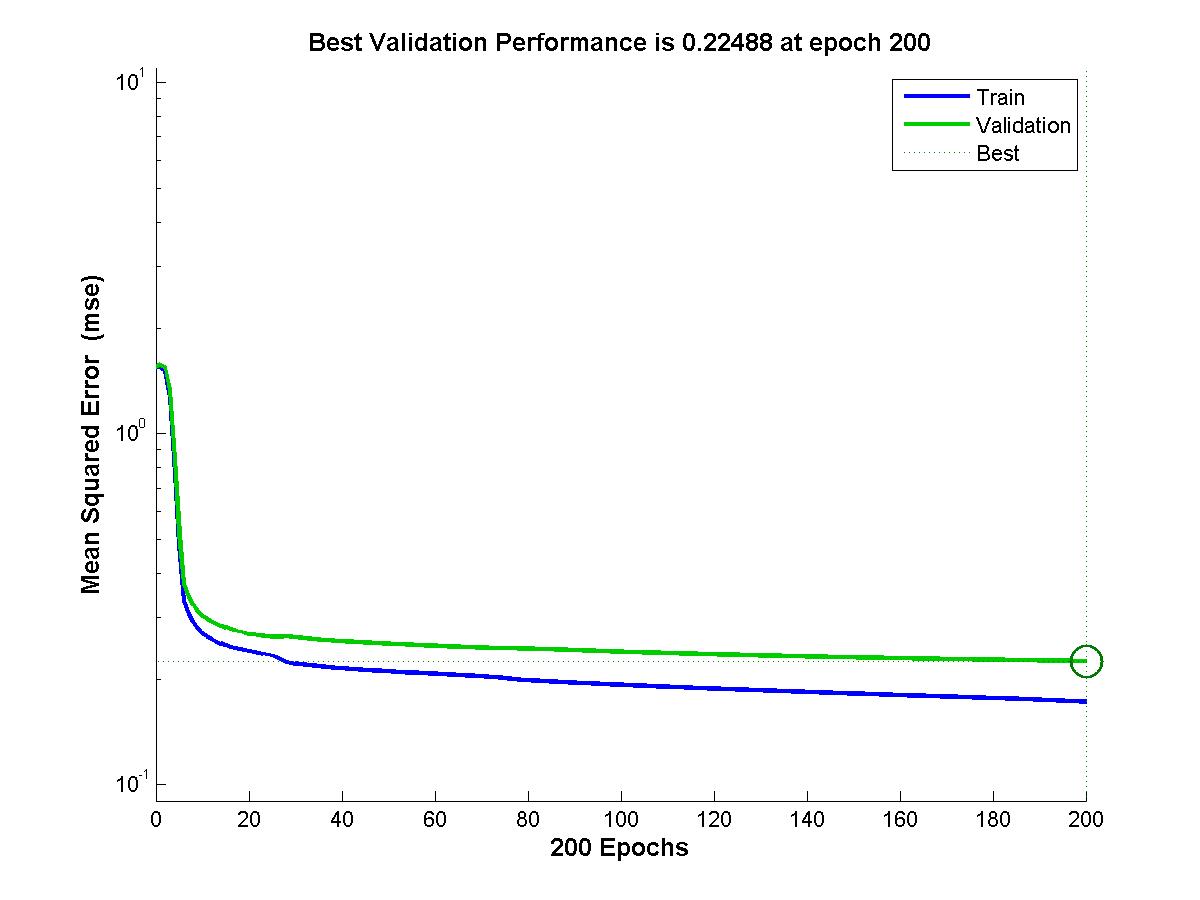 Best Validation Performance is 0.22488 at epoch 200
Train
Validation
Best
Mean Squared Error (mse)
10^1
10^0
10^-1
0 20 40 60 80 100 120 140 160 180 200
200 Epochs